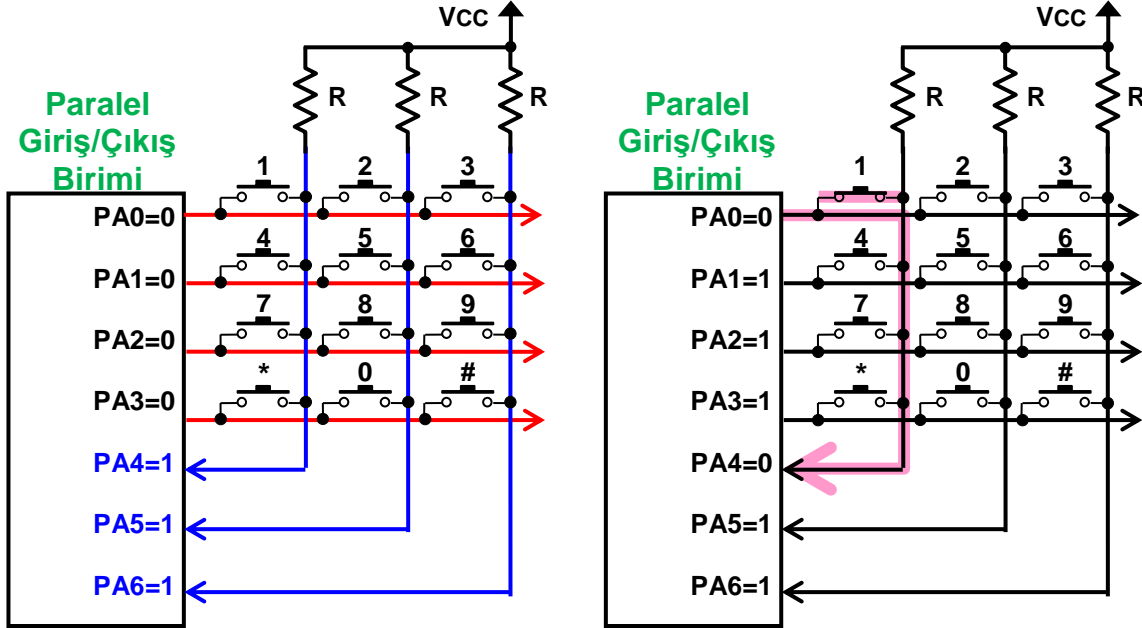 VCC
R R R
Paralel
Giriş/Çıkış
Birimi
1 2 3
PA0=0
4 5 6
PA1=0
7 8 9
PA2=0
* 0 #
PA3=0
PA4=1
PA5=1
PA6=1
VCC
R R R
Paralel
Giriş/Çıkış
Birimi
1 2 3
PA0=0
4 5 6
PA1=1
7 8 9
PA2=1
* 0 #
PA3=1
PA4=0
PA5=1
PA6=1